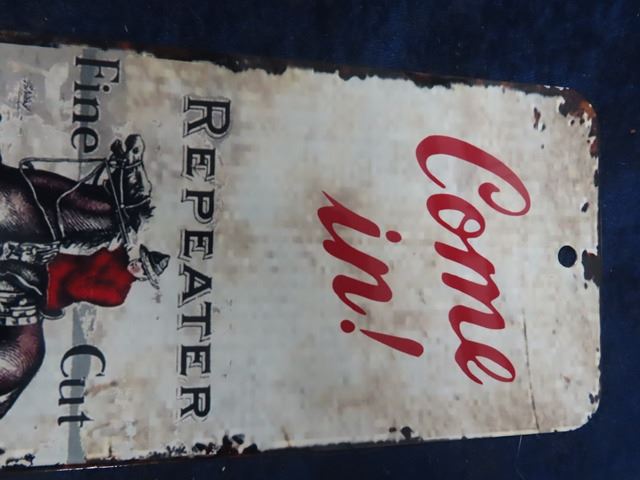 Come
in!
REPEATER
Fine Cut